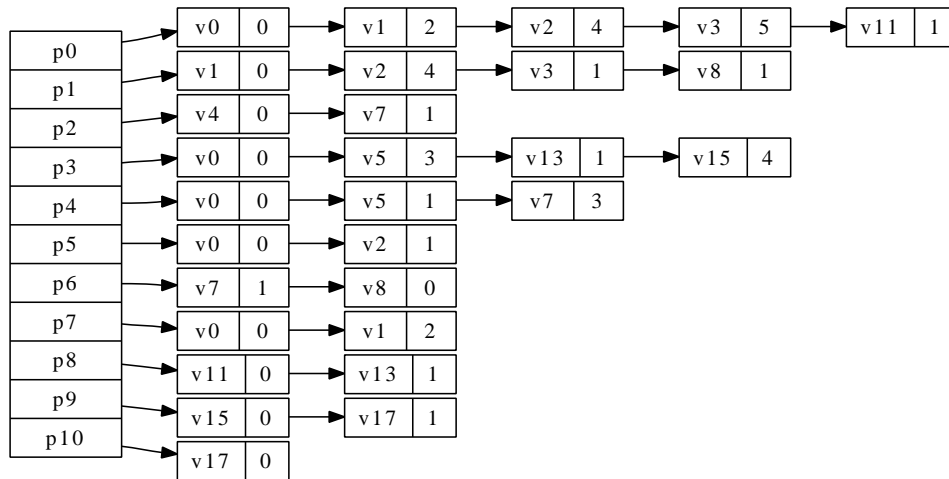 p0 v0 0 v1 2 v2 4 v3 5 v11 1
p1 v1 0 v2 4 v3 1 v8 1
p2 v4 0 v7 1
p3 v0 0 v5 3 v13 1 v15 4
p4 v0 0 v5 1 v7 3
p5 v0 0 v2 1
p6 v7 1 v8 0
p7 v0 0 v1 2
p8 v11 0 v13 1
p9 v15 0 v17 1
p10 v17 0